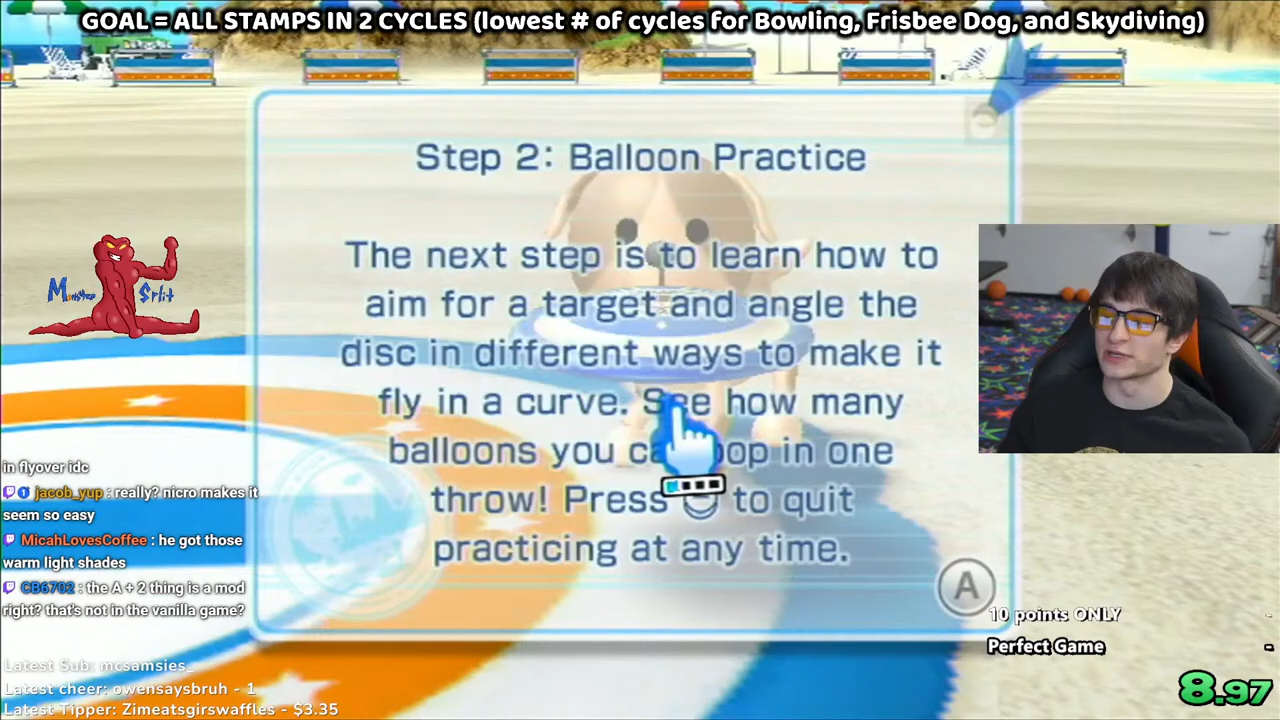 GOAL = ALL STAMPS IN 2 CYCLES (lowest # of cycles for Bowling, Frisbee Dog, and Skydiving)
Step 2: Balloon Practice
The next step is to learn how to
aim for a target and angle the
disc in different ways to make it
fly in a curve. See how many
balloons you can pop in one
throw! Press to quit
practicing at any time.
A
Monster Split
in flyover idc
jacob_yup : really? nicro makes it
seem so easy
MicahLovesCoffee : he got those
warm light shades
CB6702 : the A + 2 thing is a mod
right? that's not in the vanilla game?
Latest Sub: mcsamsies_
Latest cheer: owensaysbruh - 1
Latest Tipper: Zimeatsgirswaffles - $3.35
10 points ONLY -
Perfect Game -
8.97